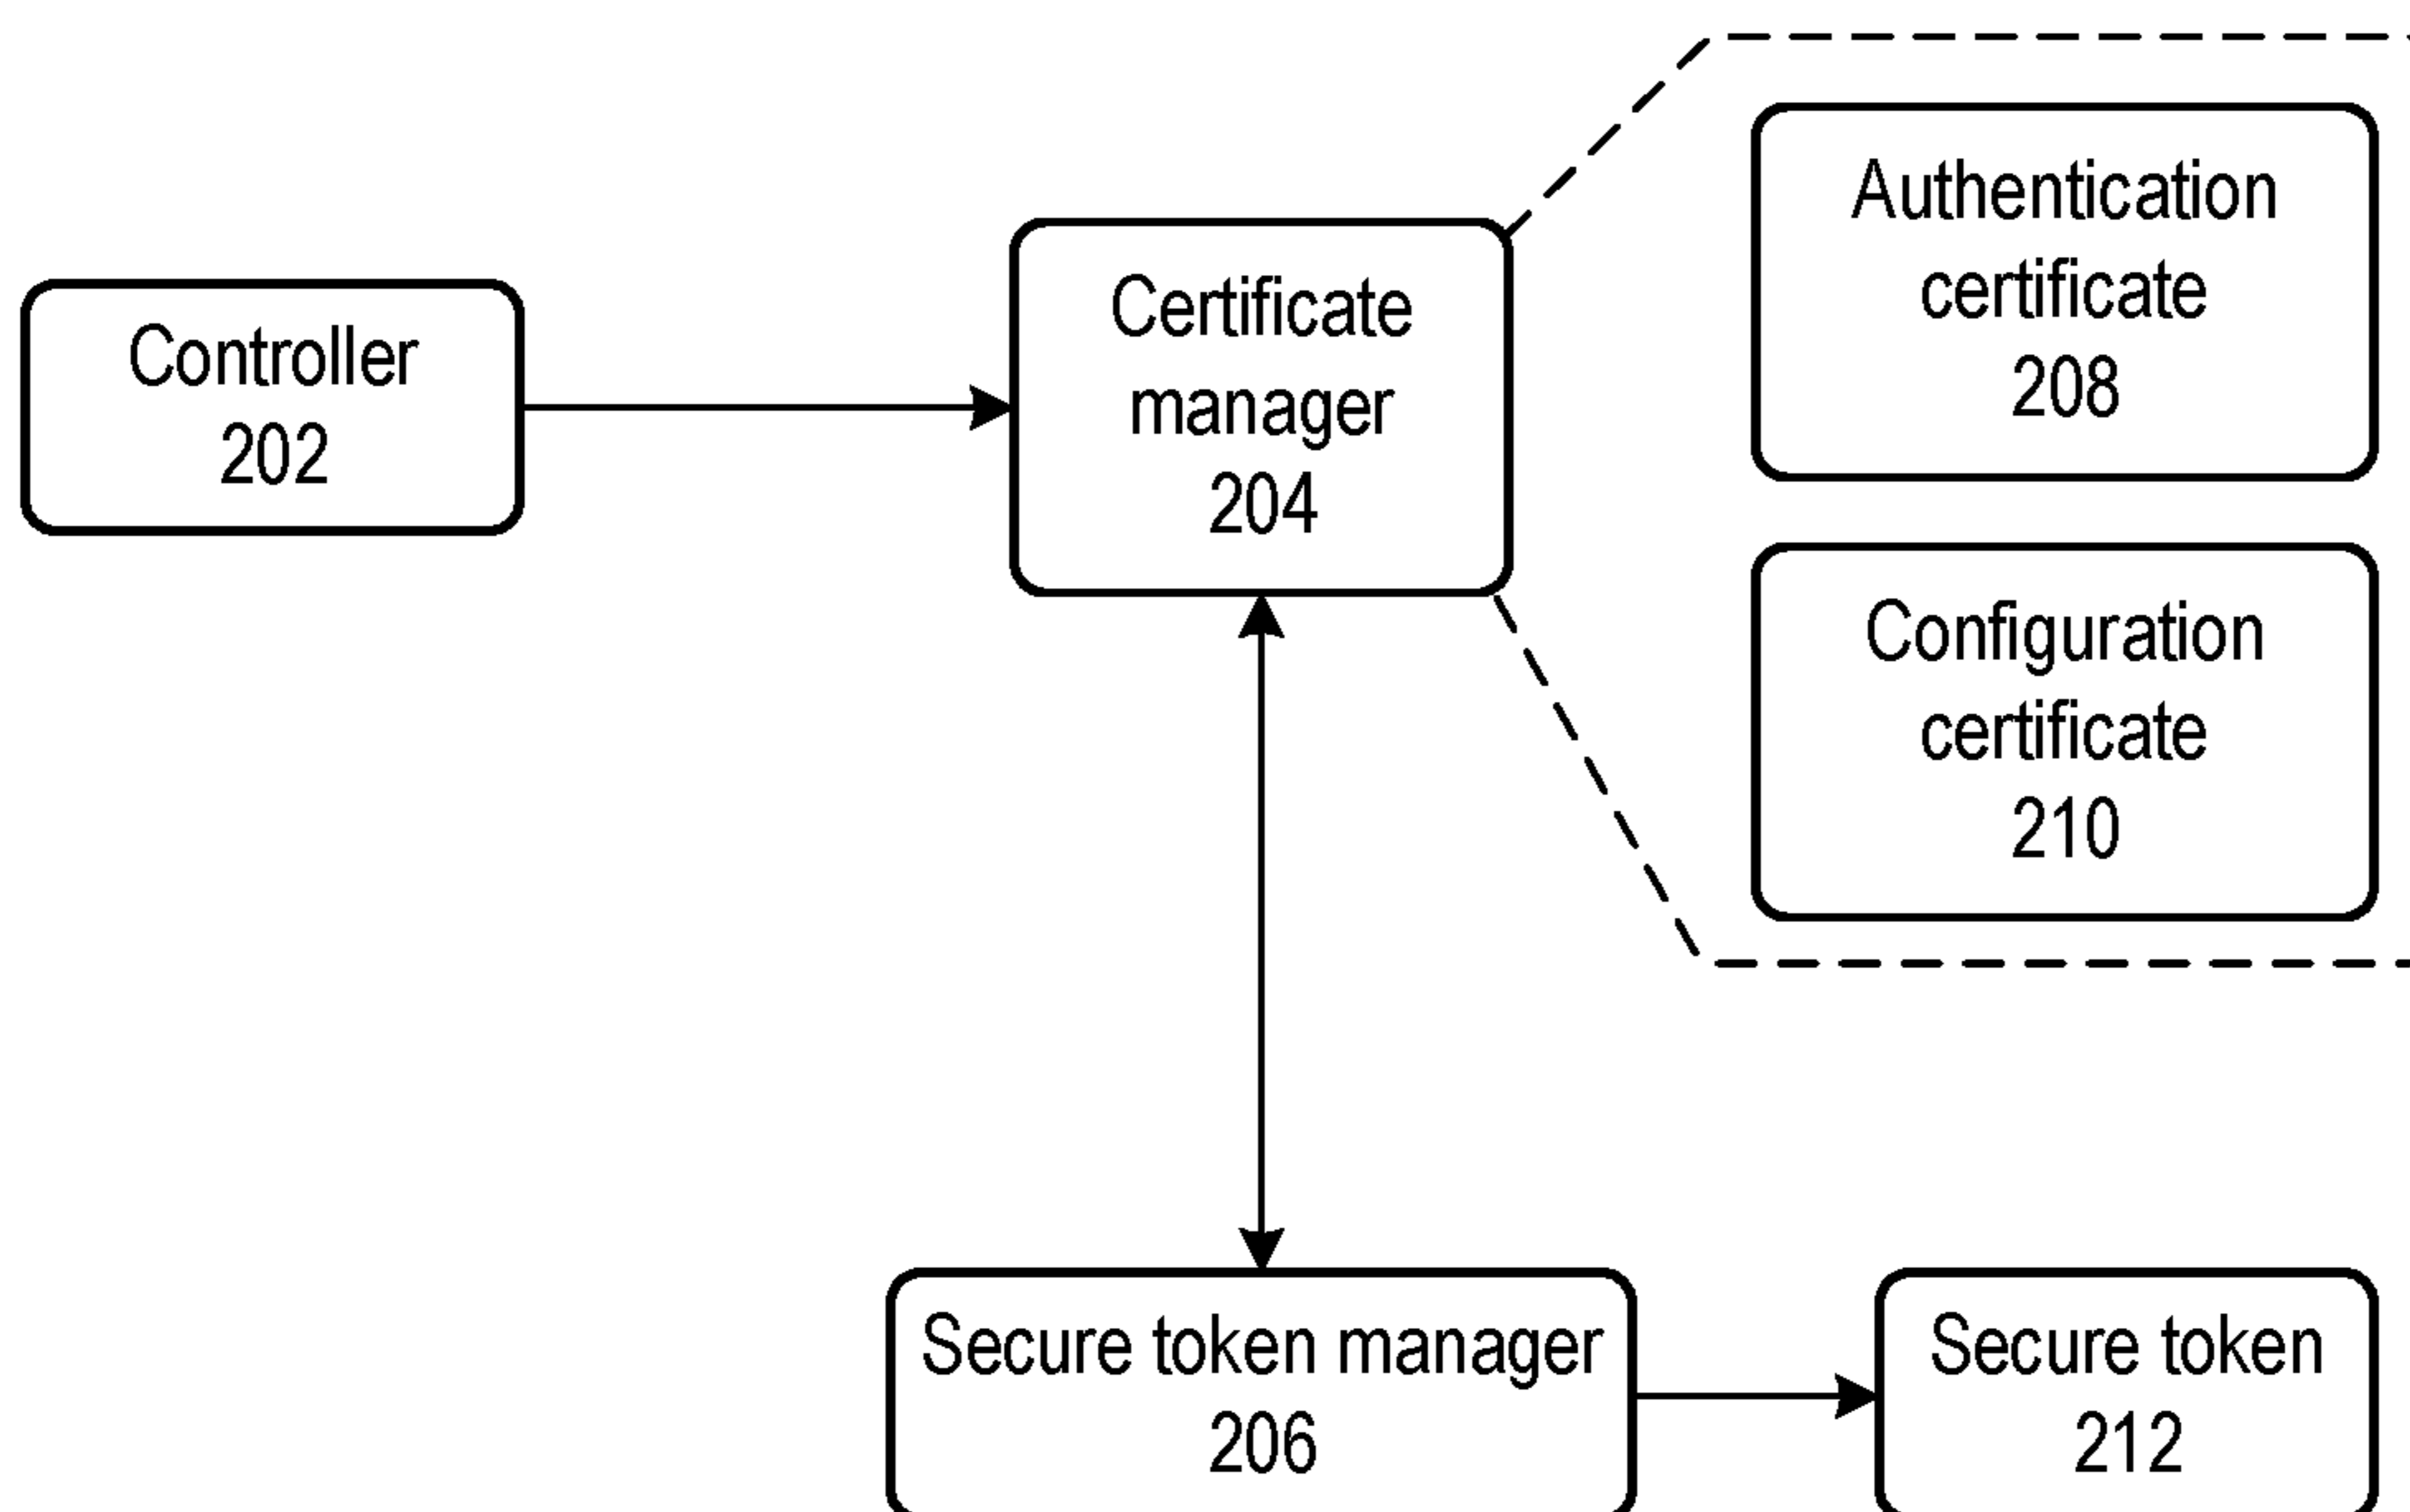 Controller
202
Certificate
manager
204
Authentication
certificate
208
Configuration
certificate
210
Secure token manager
206
Secure token
212